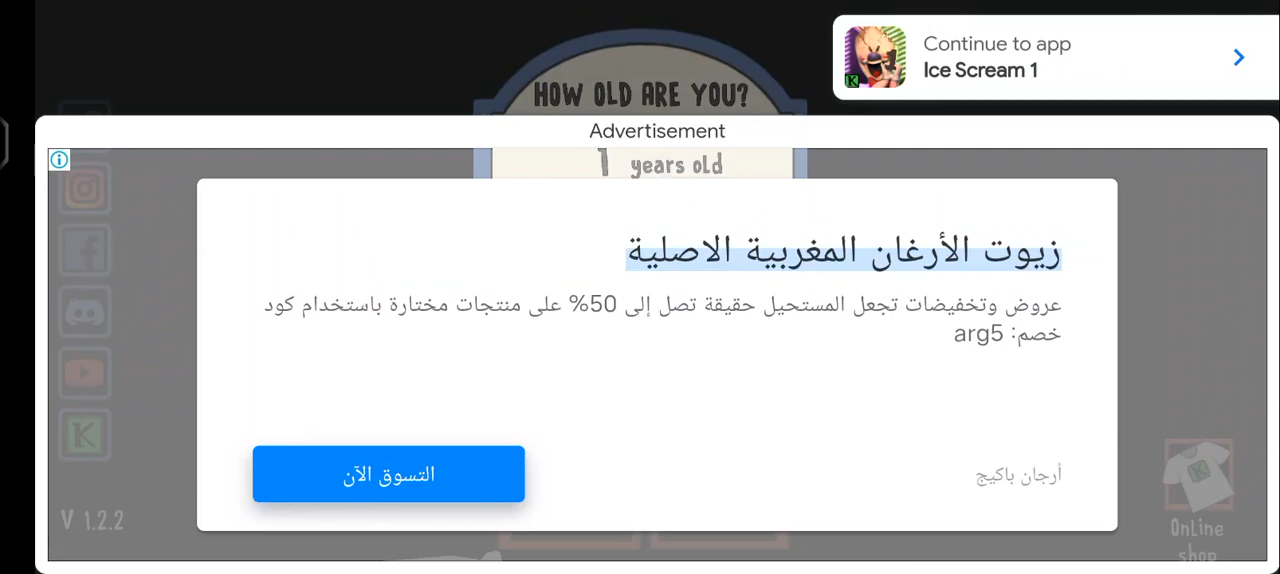 Continue to app
Ice Scream 1
HOW OLD ARE YOU?
Advertisement
1 years old
زيوت الأرغان المغربية الاصلية
عروض وتخفيضات تجعل المستحيل حقيقة تصل إلى 50% على منتجات مختارة باستخدام كود
خصم: arg5
التسوق الآن
أرجان باكيج
V 1.2.2
Online
shop